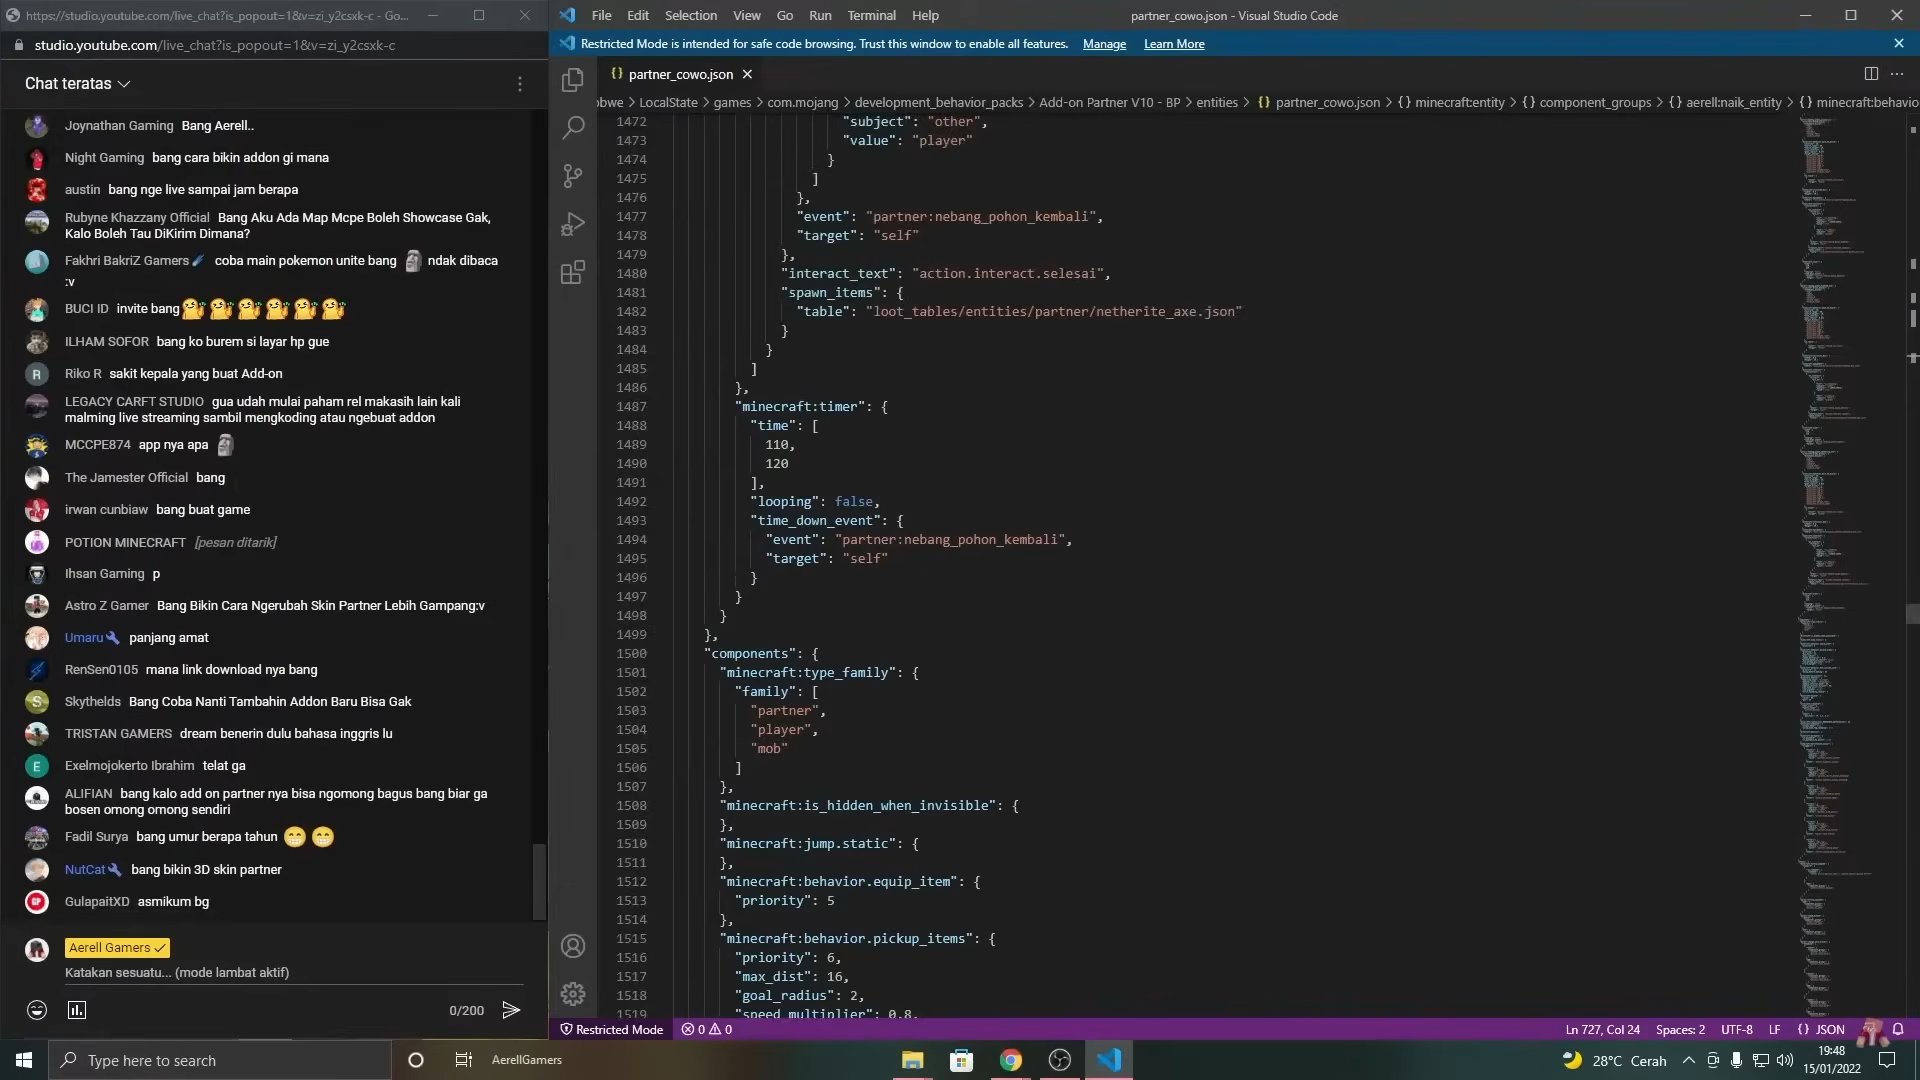 https://studio.youtube.com/live_chat?is_popout=1&v=zi_y2csxk-c - Go...
studio.youtube.com/live_chat?is_popout=1&v=zi_y2csxk-c
Chat teratas
Joynathan Gaming Bang Aerell..
Night Gaming bang cara bikin addon gi mana
austin bang nge live sampai jam berapa
Rubyne Khazzany Official Bang Aku Ada Map Mcpe Boleh Showcase Gak,
Kalo Boleh Tau DiKirim Dimana?
Fakhri BakriZ Gamers coba main pokemon unite bang ndak dibaca
:v
BUCI ID invite bang
ILHAM SOFOR bang ko burem si layar hp gue
R Riko R sakit kepala yang buat Add-on
LEGACY CARFT STUDIO gua udah mulai paham rel makasih lain kali
malming live streaming sambil mengkoding atau ngebuat addon
MCCPE874 app nya apa
The Jamester Official bang
irwan cunbiaw bang buat game
POTION MINECRAFT [pesan ditarik]
Ihsan Gaming p
Astro Z Gamer Bang Bikin Cara Ngerubah Skin Partner Lebih Gampang:v
Umaru panjang amat
RenSen0105 mana link download nya bang
S Skythelds Bang Coba Nanti Tambahin Addon Baru Bisa Gak
TRISTAN GAMERS dream benerin dulu bahasa inggris lu
E Exelmojokerto Ibrahim telat ga
ALIFIAN bang kalo add on partner nya bisa ngomong bagus bang biar ga
bosen omong omong sendiri
Fadil Surya bang umur berapa tahun
NutCat bang bikin 3D skin partner
GP GulapaitXD asmikum bg
Aerell Gamers
Katakan sesuatu... (mode lambat aktif)
0/200
File Edit Selection View Go Run Terminal Help
partner_cowo.json - Visual Studio Code
Restricted Mode is intended for safe code browsing. Trust this window to enable all features. Manage Learn More
{} partner_cowo.json
obwe > LocalState > games > com.mojang > development_behavior_packs > Add-on Partner V10 - BP > entities > {} partner_cowo.json > {} minecraft:entity > {} component_groups > {} aerell:naik_entity > {} minecraft:behavio
1472 "subject": "other",
1473 "value": "player"
1474 }
1475 ]
1476 },
1477 "event": "partner:nebang_pohon_kembali",
1478 "target": "self"
1479 },
1480 "interact_text": "action.interact.selesai",
1481 "spawn_items": {
1482 "table": "loot_tables/entities/partner/netherite_axe.json"
1483 }
1484 }
1485 ]
1486 },
1487 "minecraft:timer": {
1488 "time": [
1489 110,
1490 120
1491 ],
1492 "looping": false,
1493 "time_down_event": {
1494 "event": "partner:nebang_pohon_kembali",
1495 "target": "self"
1496 }
1497 }
1498 }
1499 },
1500 "components": {
1501 "minecraft:type_family": {
1502 "family": [
1503 "partner",
1504 "player",
1505 "mob"
1506 ]
1507 },
1508 "minecraft:is_hidden_when_invisible": {
1509 },
1510 "minecraft:jump.static": {
1511 },
1512 "minecraft:behavior.equip_item": {
1513 "priority": 5
1514 },
1515 "minecraft:behavior.pickup_items": {
1516 "priority": 6,
1517 "max_dist": 16,
1518 "goal_radius": 2,
1519 "speed_multiplier": 0.8,
Restricted Mode 0 0
Ln 727, Col 24 Spaces: 2 UTF-8 LF {} JSON
Type here to search
AerellGamers
28°C Cerah
19:48
15/01/2022